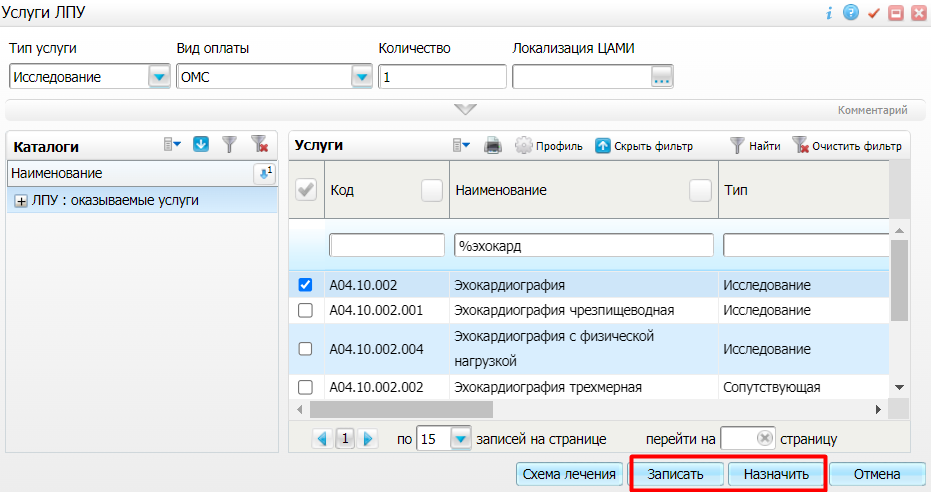 Услуги ЛПУ
Тип услуги Вид оплаты Количество Локализация ЦАМИ
Исследование ОМС 1 ...
Комментарий
Каталоги
Наименование 1
ЛПУ : оказываемые услуги
Услуги Профиль Скрыть фильтр Найти Очистить фильтр
Код Наименование Тип
%эхокард
A04.10.002 Эхокардиография Исследование
A04.10.002.001 Эхокардиография чрезпищеводная Исследование
A04.10.002.004 Эхокардиография с физической нагрузкой Исследование
A04.10.002.002 Эхокардиография трехмерная Сопутствующая
1 по 15 записей на странице перейти на страницу
Схема лечения Записать Назначить Отмена